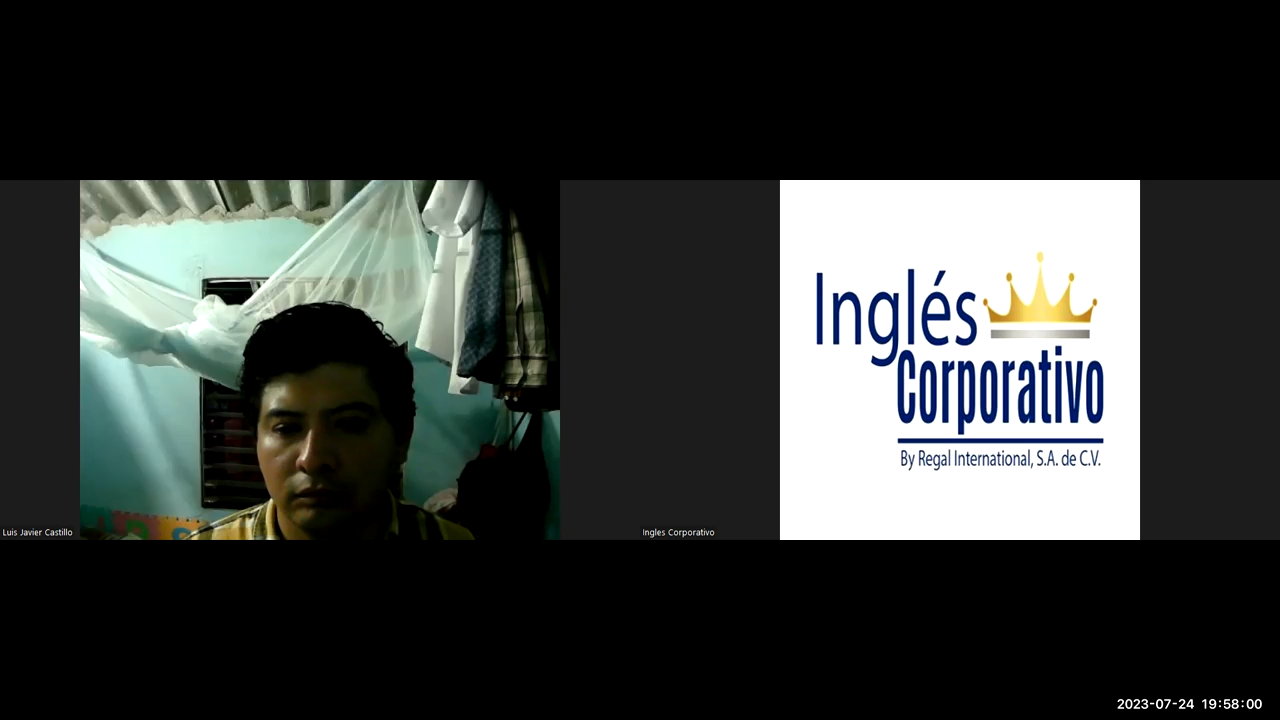 Inglés
Corporativo
By Regal International, S.A. de C.V.
Luis Javier Castillo
Ingles Corporativo
2023-07-24 19:58:00